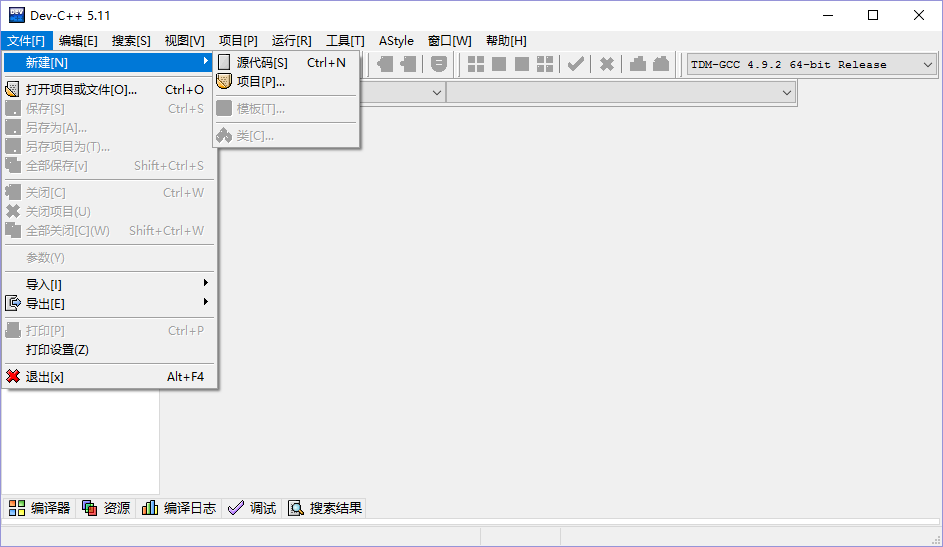 Dev-C++ 5.11
文件[F] 编辑[E] 搜索[S] 视图[V] 项目[P] 运行[R] 工具[T] AStyle 窗口[W] 帮助[H]
新建[N]
源代码[S] Ctrl+N
项目[P]...
模板[T]...
类[C]...
TDM-GCC 4.9.2 64-bit Release
打开项目或文件[O]... Ctrl+O
保存[S] Ctrl+S
另存为[A]...
另存项目为(T)...
全部保存[v] Shift+Ctrl+S
关闭[C] Ctrl+W
关闭项目(U)
全部关闭[C](W) Shift+Ctrl+W
参数(Y)
导入[I]
导出[E]
打印[P] Ctrl+P
打印设置(Z)
退出[x] Alt+F4
编译器 资源 编译日志 调试 搜索结果